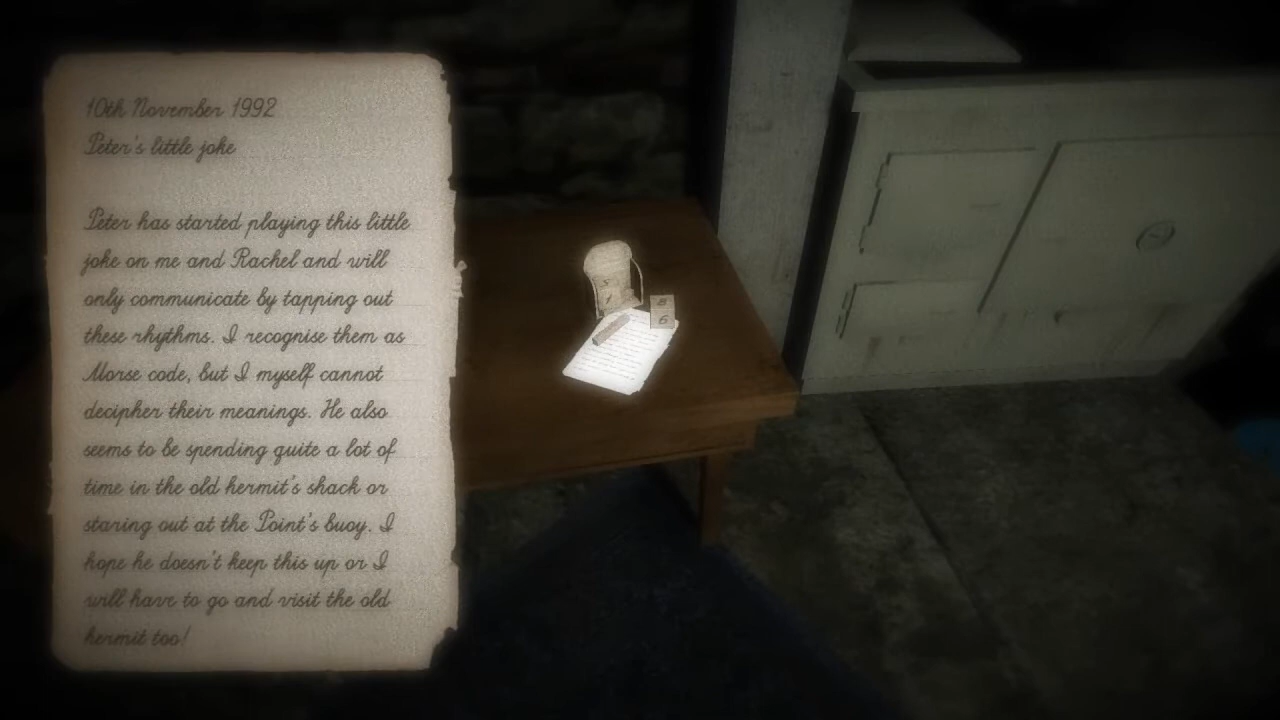 10th November 1992
Peter's little joke
Peter has started playing this little
joke on me and Rachel and will
only communicate by tapping out
these rhythms. I recognise them as
Morse code, but I myself cannot
decipher their meanings. He also
seems to be spending quite a lot of
time in the old hermit's shack or
staring out at the Point's buoy. I
hope he doesn't keep this up or I
will have to go and visit the old
hermit too!
6